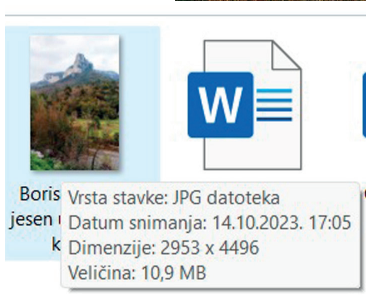 W
Boris
jesen
k
Vrsta stavke: JPG datoteka
Datum snimanja: 14.10.2023. 17:05
Dimenzije: 2953 x 4496
Veličina: 10,9 MB